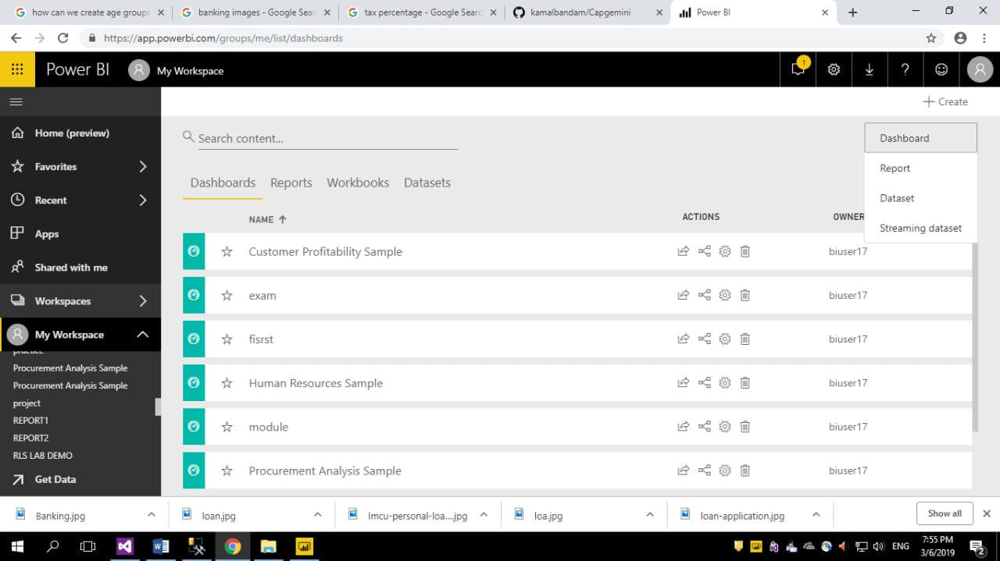 how can we create age groups
banking images - Google Sear
tax percentage - Google Searc
kamalbandam/Capgemini
Power BI
https://app.powerbi.com/groups/me/list/dashboards
Power BI
My Workspace
1
Create
Home (preview)
Favorites
Recent
Apps
Shared with me
Workspaces
My Workspace
practice
Procurement Analysis Sample
Procurement Analysis Sample
project
REPORT1
REPORT2
RLS LAB DEMO
Get Data
Search content...
Dashboard
Report
Dataset
Streaming dataset
Dashboards Reports Workbooks Datasets
NAME ACTIONS OWNER
Customer Profitability Sample biuser17
exam biuser17
fisrst biuser17
Human Resources Sample biuser17
module biuser17
Procurement Analysis Sample biuser17
Banking.jpg
loan.jpg
lmcu-personal-loa....jpg
loa.jpg
loan-application.jpg
Show all
ENG
7:55 PM
3/6/2019
2